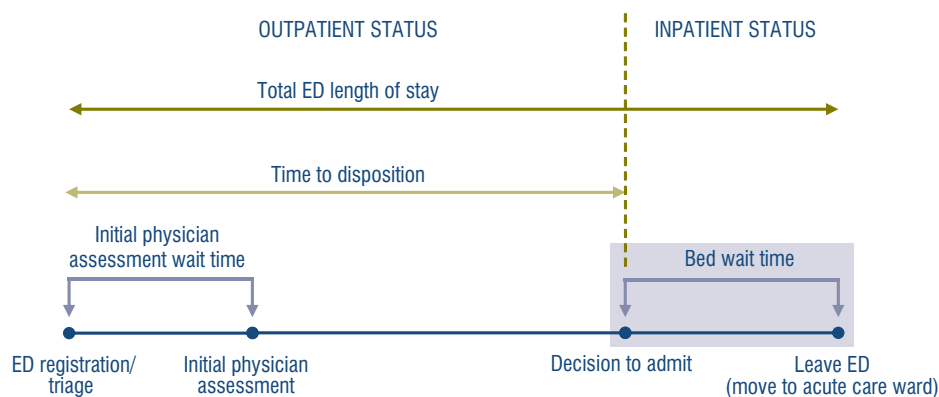 OUTPATIENT STATUS
INPATIENT STATUS
Total ED length of stay
Time to disposition
Initial physician
assessment wait time
Bed wait time
ED registration/
triage
Initial physician
assessment
Decision to admit
Leave ED
(move to acute care ward)